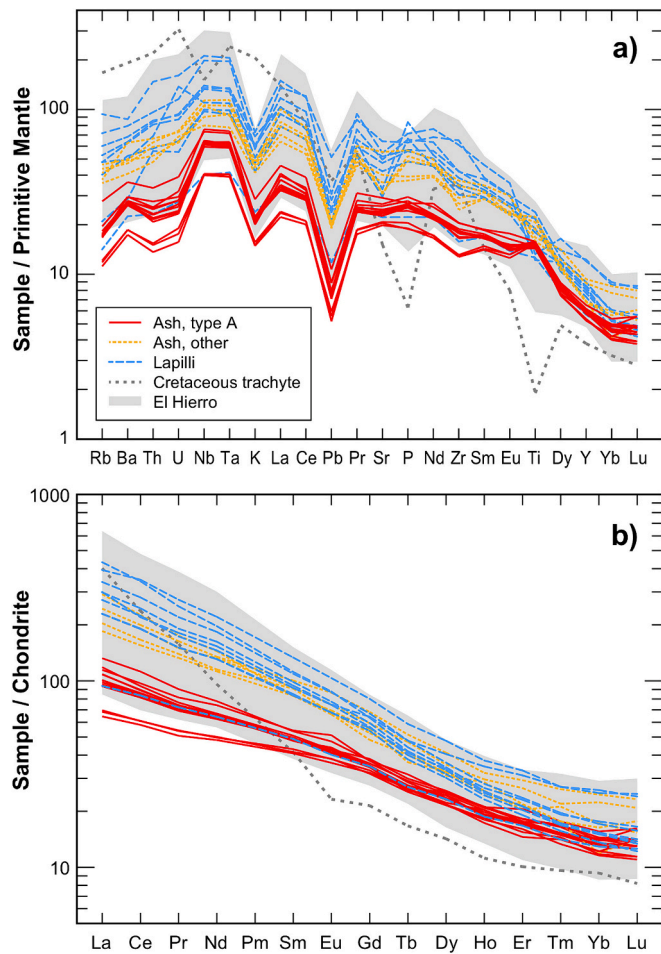 a)
Sample / Primitive Mantle
100
10
1
Ash, type A
Ash, other
Lapilli
Cretaceous trachyte
El Hierro
Rb Ba Th U Nb Ta K La Ce Pb Pr Sr P Nd Zr Sm Eu Ti Dy Y Yb Lu
b)
Sample / Chondrite
1000
100
10
La Ce Pr Nd Pm Sm Eu Gd Tb Dy Ho Er Tm Yb Lu